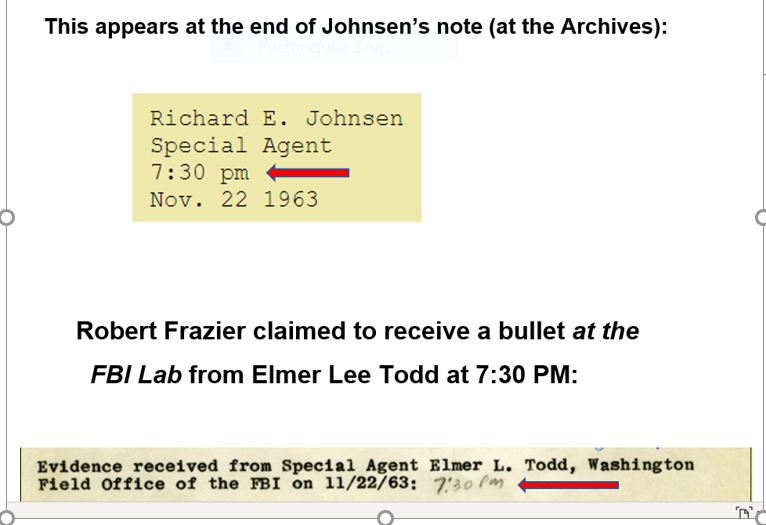 This appears at the end of Johnsen's note (at the Archives):
Rectangular Snip
Richard E. Johnsen
Special Agent
7:30 pm
Nov. 22 1963
Robert Frazier claimed to receive a bullet at the
FBI Lab from Elmer Lee Todd at 7:30 PM:
Evidence received from Special Agent Elmer L. Todd, Washington
Field Office of the FBI on 11/22/63: 7:30 PM